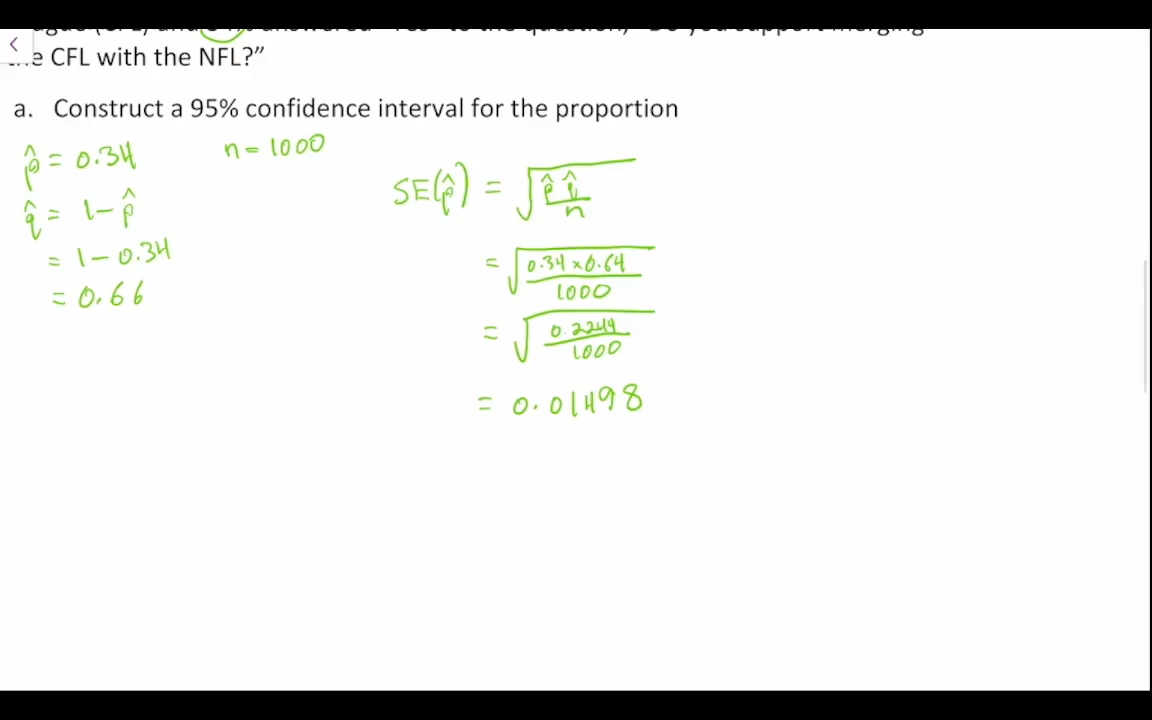 the CFL with the NFL?”
a. Construct a 95% confidence interval for the proportion
p̂ = 0.34
n = 1000
q̂ = 1 - p̂
= 1 - 0.34
= 0.66
SE(p̂) = √(p̂ q̂ / n)
= √(0.34 × 0.64 / 1000)
= √(0.2244 / 1000)
= 0.01498